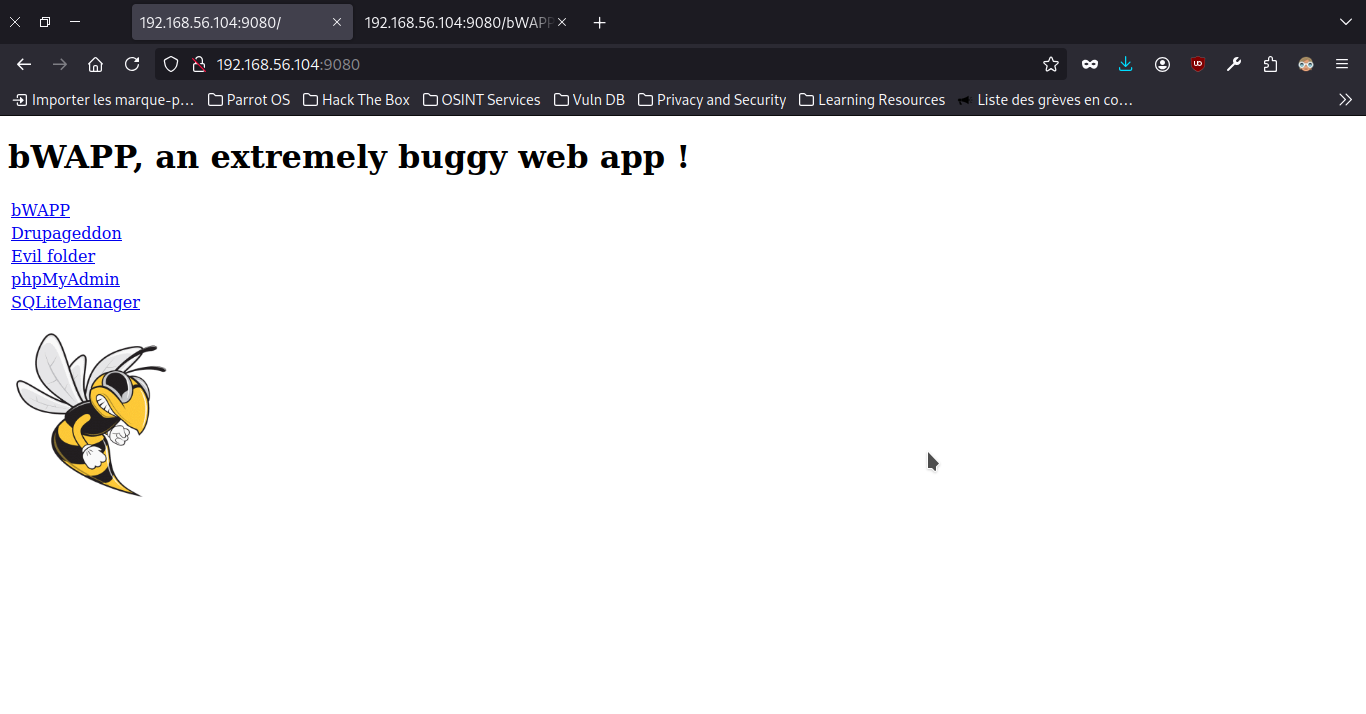 192.168.56.104:9080/
192.168.56.104:9080/bWAPP
192.168.56.104:9080
Importer les marque-p… Parrot OS Hack The Box OSINT Services Vuln DB Privacy and Security Learning Resources Liste des grèves en co…
bWAPP, an extremely buggy web app !
bWAPP
Drupageddon
Evil folder
phpMyAdmin
SQLiteManager